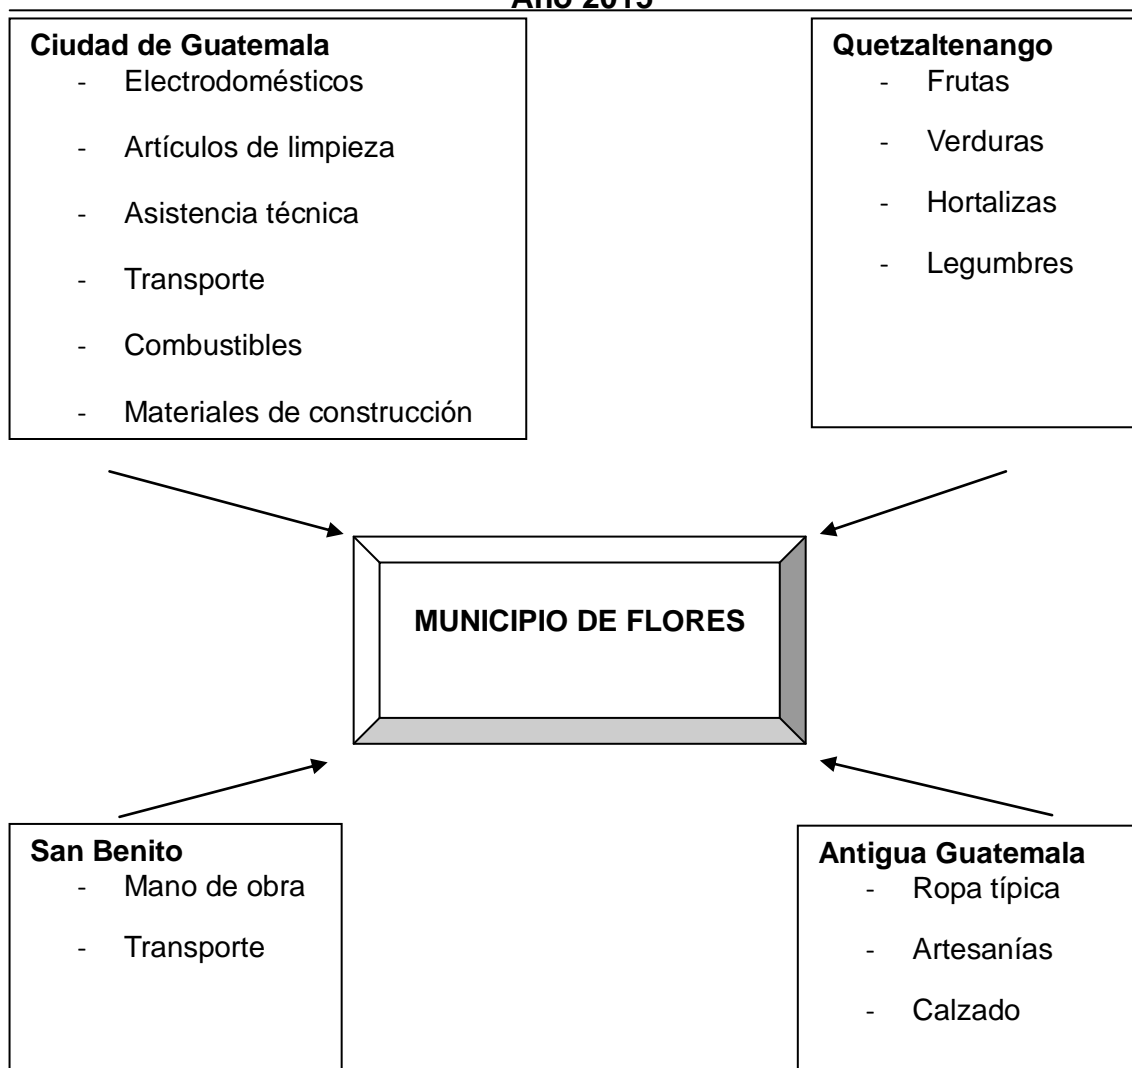 Año 2015
Ciudad de Guatemala
- Electrodomésticos
- Artículos de limpieza
- Asistencia técnica
- Transporte
- Combustibles
- Materiales de construcción
Quetzaltenango
- Frutas
- Verduras
- Hortalizas
- Legumbres
MUNICIPIO DE FLORES
San Benito
- Mano de obra
- Transporte
Antigua Guatemala
- Ropa típica
- Artesanías
- Calzado